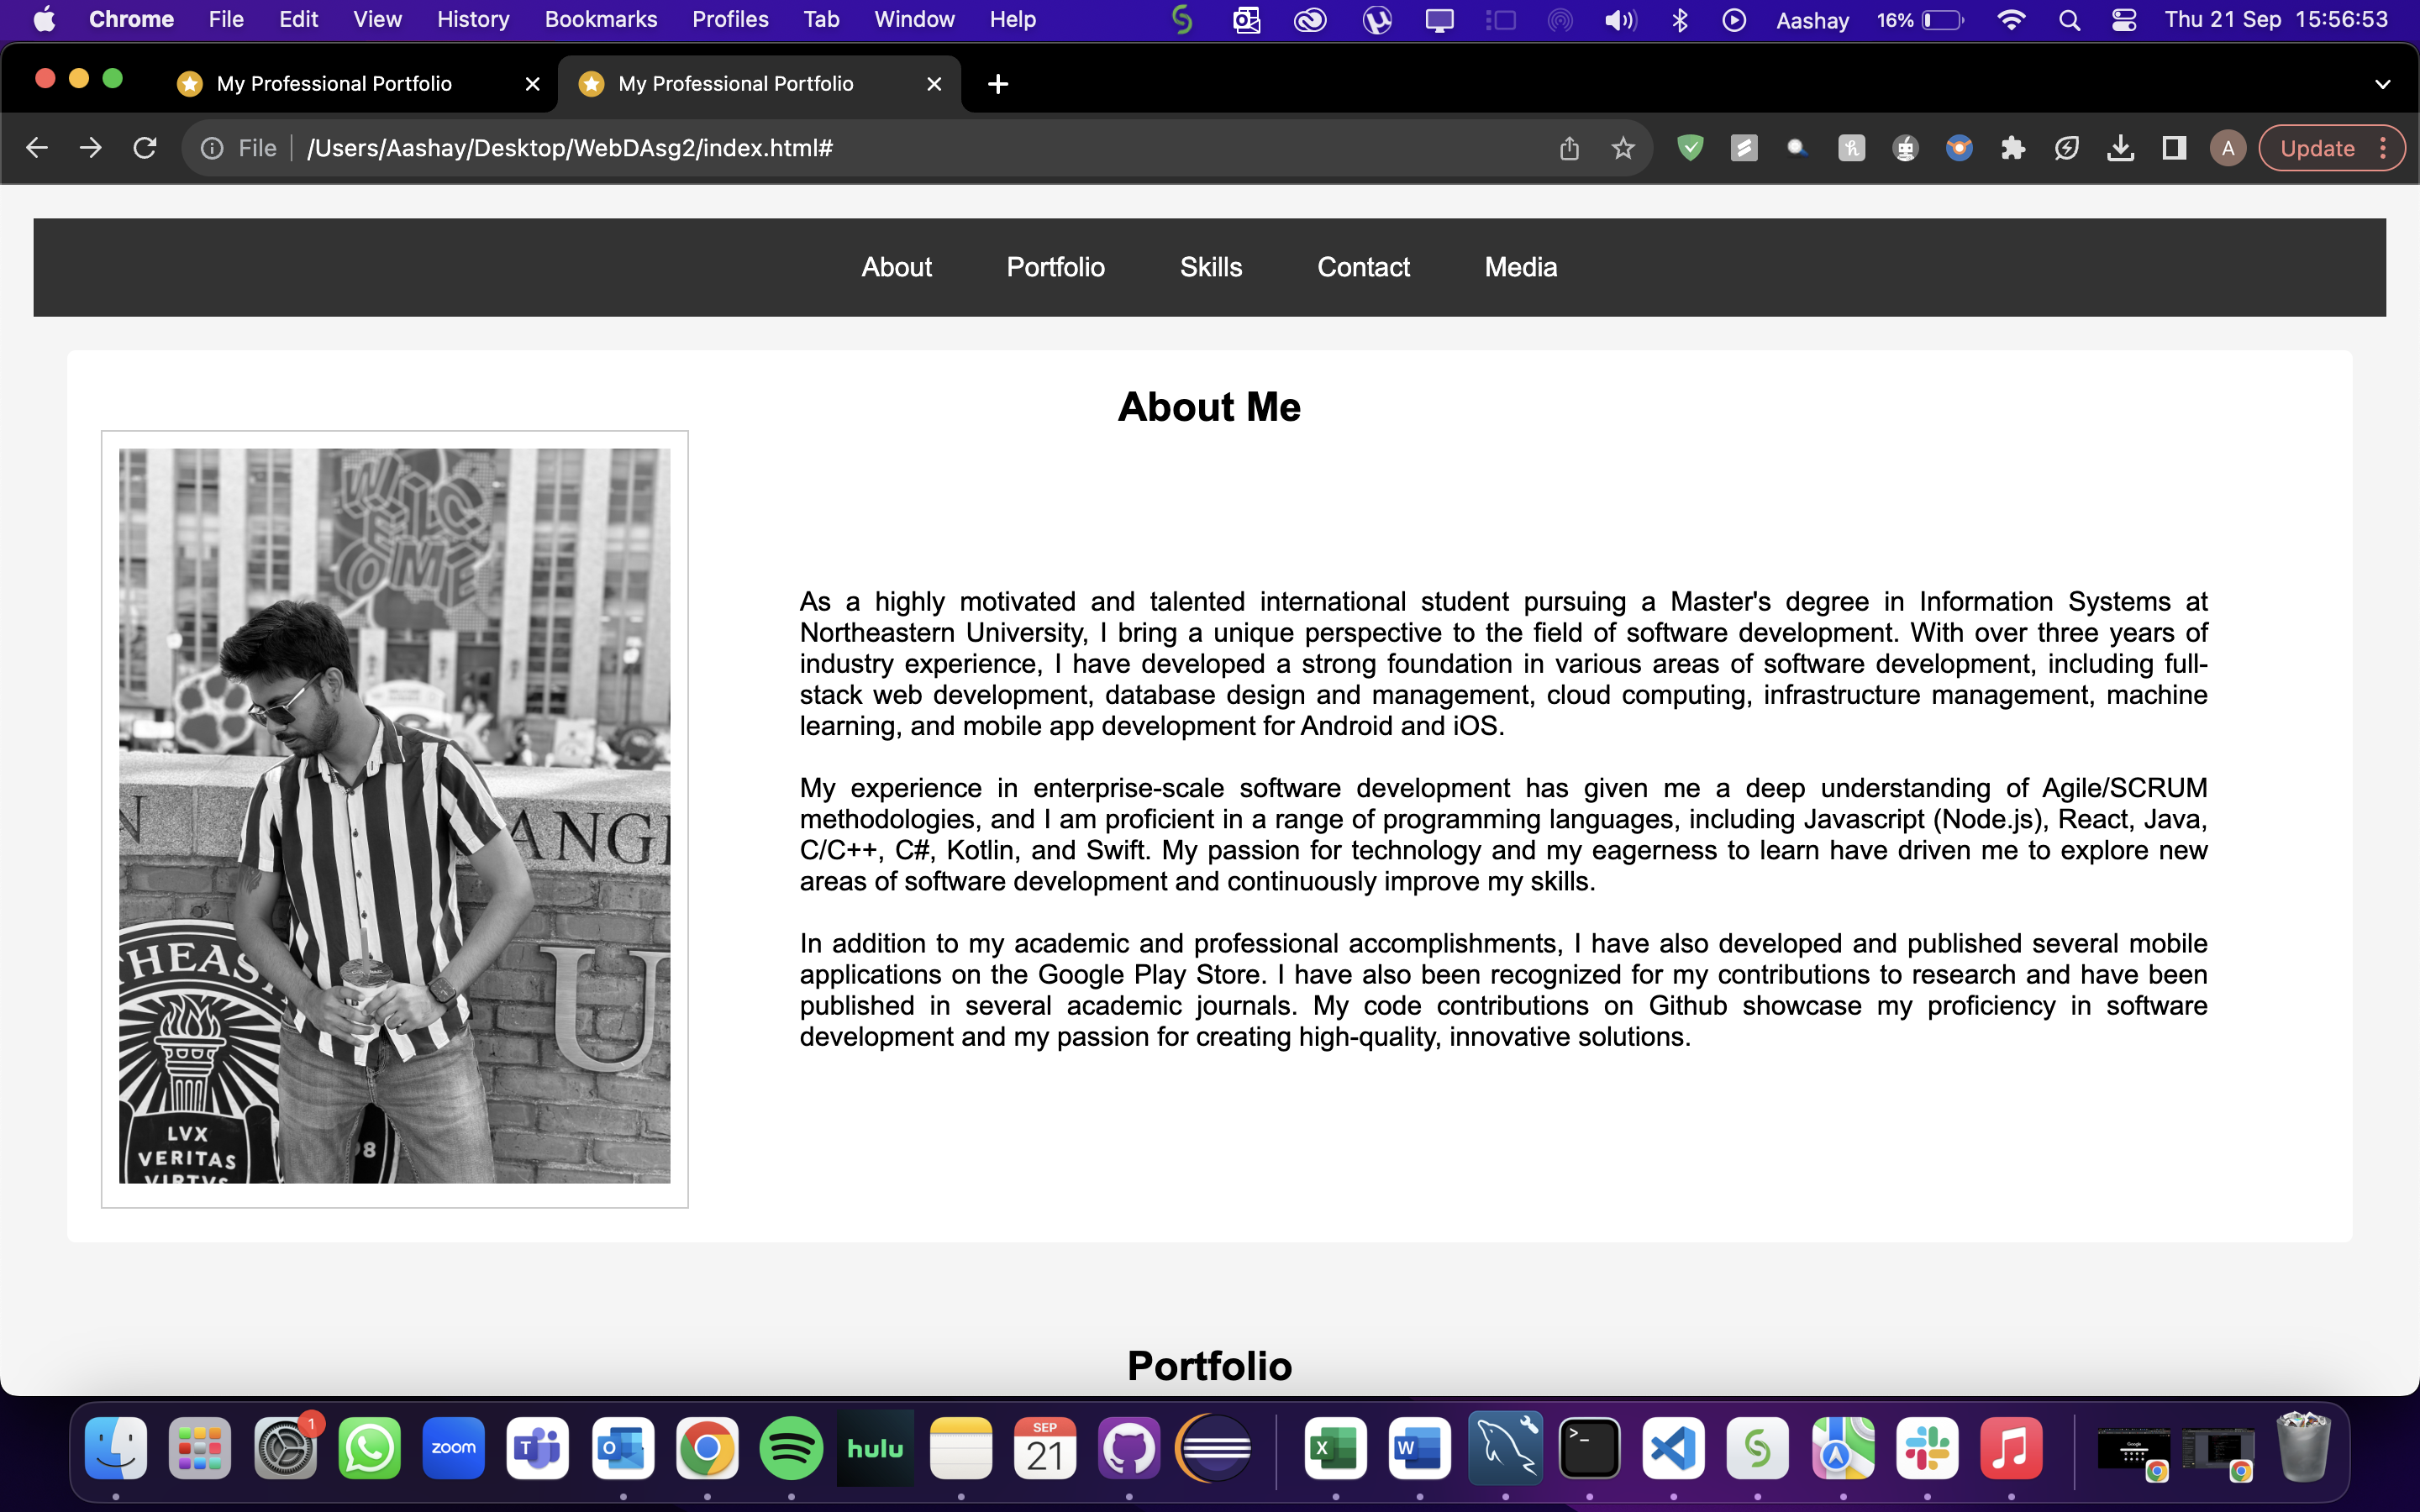 Chrome File Edit View History Bookmarks Profiles Tab Window Help Aashay 16% Thu 21 Sep 15:56:53
My Professional Portfolio My Professional Portfolio
File /Users/Aashay/Desktop/WebDAsg2/index.html# A Update
About Portfolio Skills Contact Media
About Me
WELCOME
ANGE
HEAS
U
LVX
VERITAS
VIRTVS
98
As a highly motivated and talented international student pursuing a Master's degree in Information Systems at
Northeastern University, I bring a unique perspective to the field of software development. With over three years of
industry experience, I have developed a strong foundation in various areas of software development, including full-
stack web development, database design and management, cloud computing, infrastructure management, machine
learning, and mobile app development for Android and iOS.
My experience in enterprise-scale software development has given me a deep understanding of Agile/SCRUM
methodologies, and I am proficient in a range of programming languages, including Javascript (Node.js), React, Java,
C/C++, C#, Kotlin, and Swift. My passion for technology and my eagerness to learn have driven me to explore new
areas of software development and continuously improve my skills.
In addition to my academic and professional accomplishments, I have also developed and published several mobile
applications on the Google Play Store. I have also been recognized for my contributions to research and have been
published in several academic journals. My code contributions on Github showcase my proficiency in software
development and my passion for creating high-quality, innovative solutions.
Portfolio
1 zoom T O hulu SEP 21 X W >_